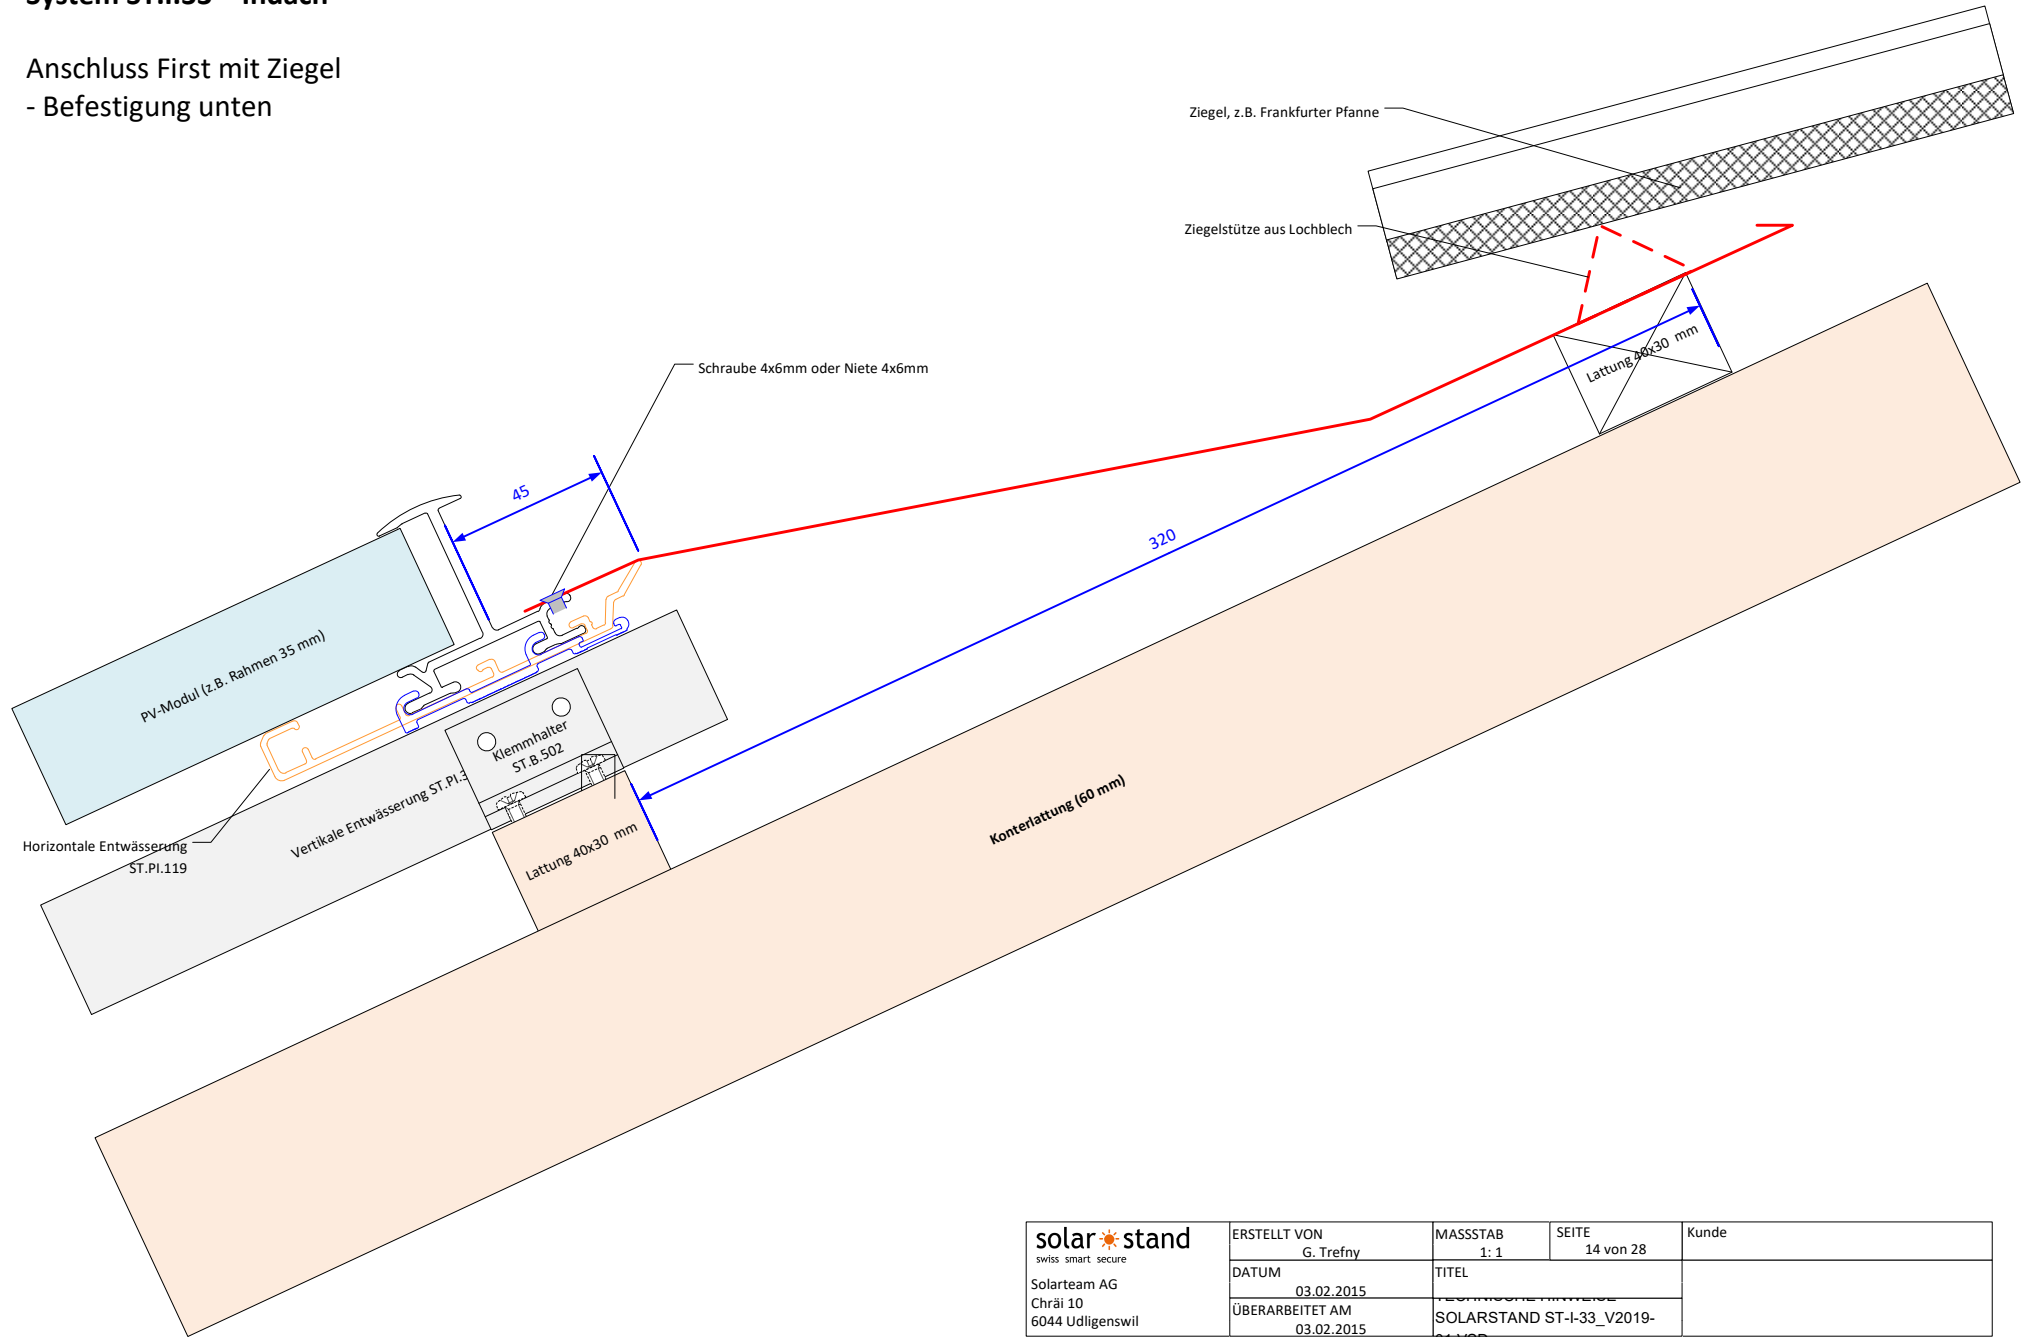 Anschluss First mit Ziegel
- Befestigung unten
Ziegel, z.B. Frankfurter Pfanne
Ziegelstütze aus Lochblech
Lattung 40x30 mm
Schraube 4x6mm oder Niete 4x6mm
45
320
PV-Modul (z.B. Rahmen 35 mm)
Klemmhalter
ST.B.502
Vertikale Entwässerung ST.PI.3
Horizontale Entwässerung
ST.PI.119
Lattung 40x30 mm
Konterlattung (60 mm)
solar stand
swiss smart secure
Solarteam AG
Chräi 10
6044 Udligenswil
ERSTELLT VON
G. Trefny
DATUM
03.02.2015
ÜBERARBEITET AM
03.02.2015
MASSSTAB
1: 1
SEITE
14 von 28
TITEL
SOLARSTAND ST-I-33_V2019-
Kunde